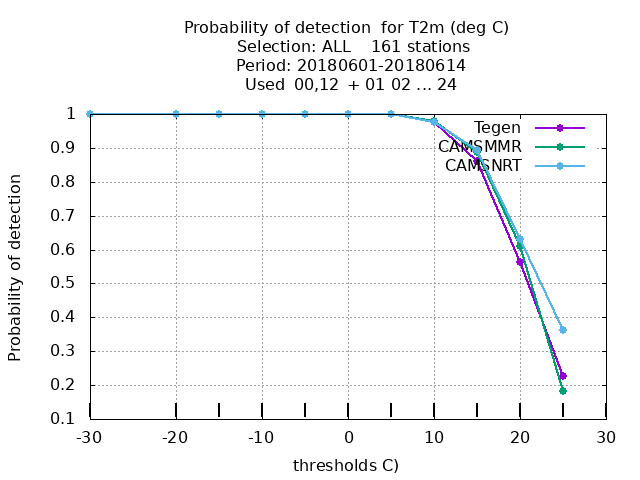 Probability of detection  for T2m (deg C)
Selection: ALL    161 stations
Period: 20180601-20180614
Used  00,12  + 01 02 ... 24
Probability of detection
1
0.9
0.8
0.7
0.6
0.5
0.4
0.3
0.2
0.1
Tegen
CAMSMMR
CAMSNRT
-30 -20 -10 0 10 20 30
thresholds C)